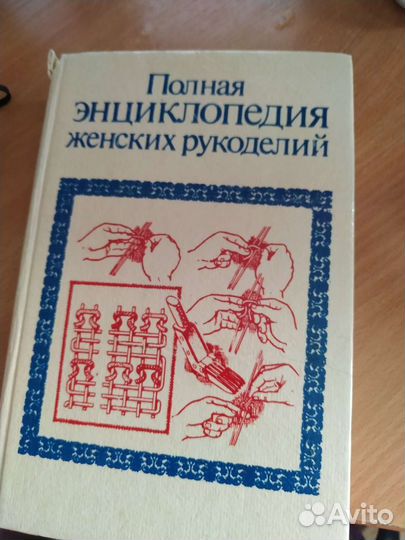 Полная
энциклопедия
женских рукоделий
Avito